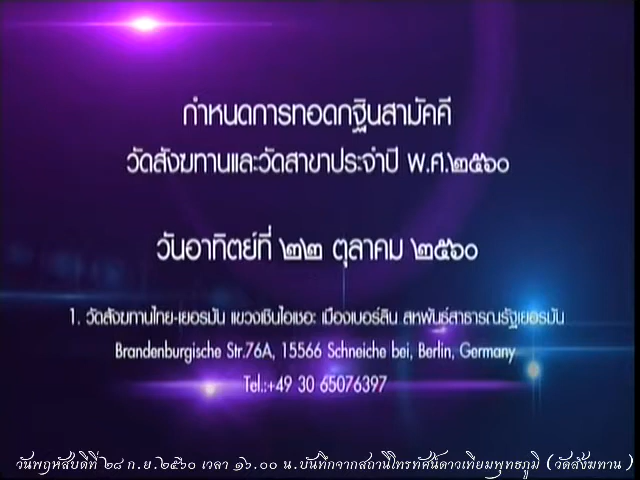 กำหนดการทอดกฐินสามัคคี
วัดสังฆทานและวัดสาขาประจำปี พ.ศ.๒๕๖๐
วันอาทิตย์ที่ ๒๒ ตุลาคม ๒๕๖๐
1. วัดสังฆทานไทย-เยอรมัน แขวงเชินไอเชอะ เมืองเบอร์ลิน สหพันธ์สาธารณรัฐเยอรมัน
Brandenburgische Str.76A, 15566 Schneiche bei, Berlin, Germany
Tel.:+49 30 65076397
วันพฤหัสบดีที่ ๒๘ ก.ย.๒๕๖๐ เวลา ๑๖.๐๐ น.บันทึกจากสถานีโทรทัศน์ดาวเทียมพุทธภูมิ (วัดสังฆทาน)